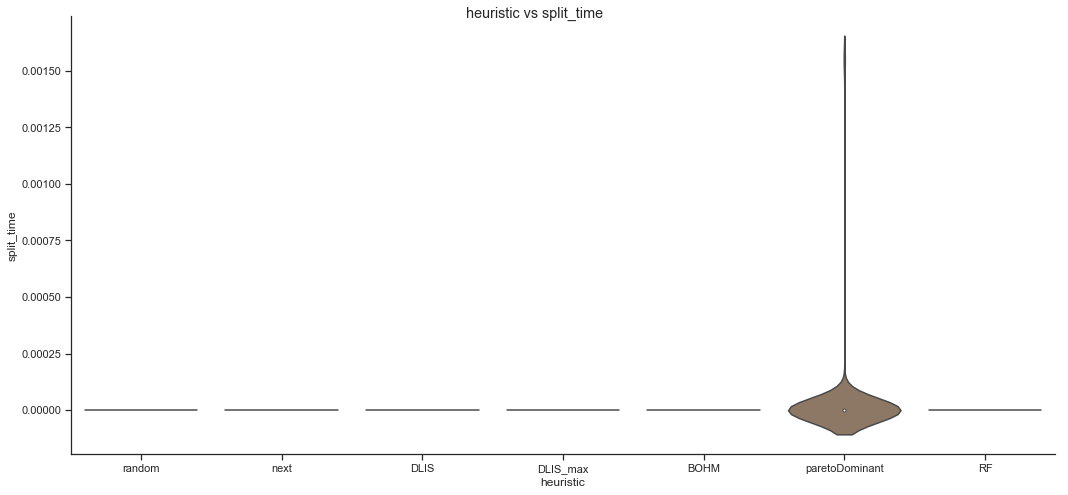 heuristic vs split_time
0.00150
0.00125
0.00100
0.00075
0.00050
0.00025
0.00000
split_time
random next DLIS DLIS_max BOHM paretoDominant RF
heuristic